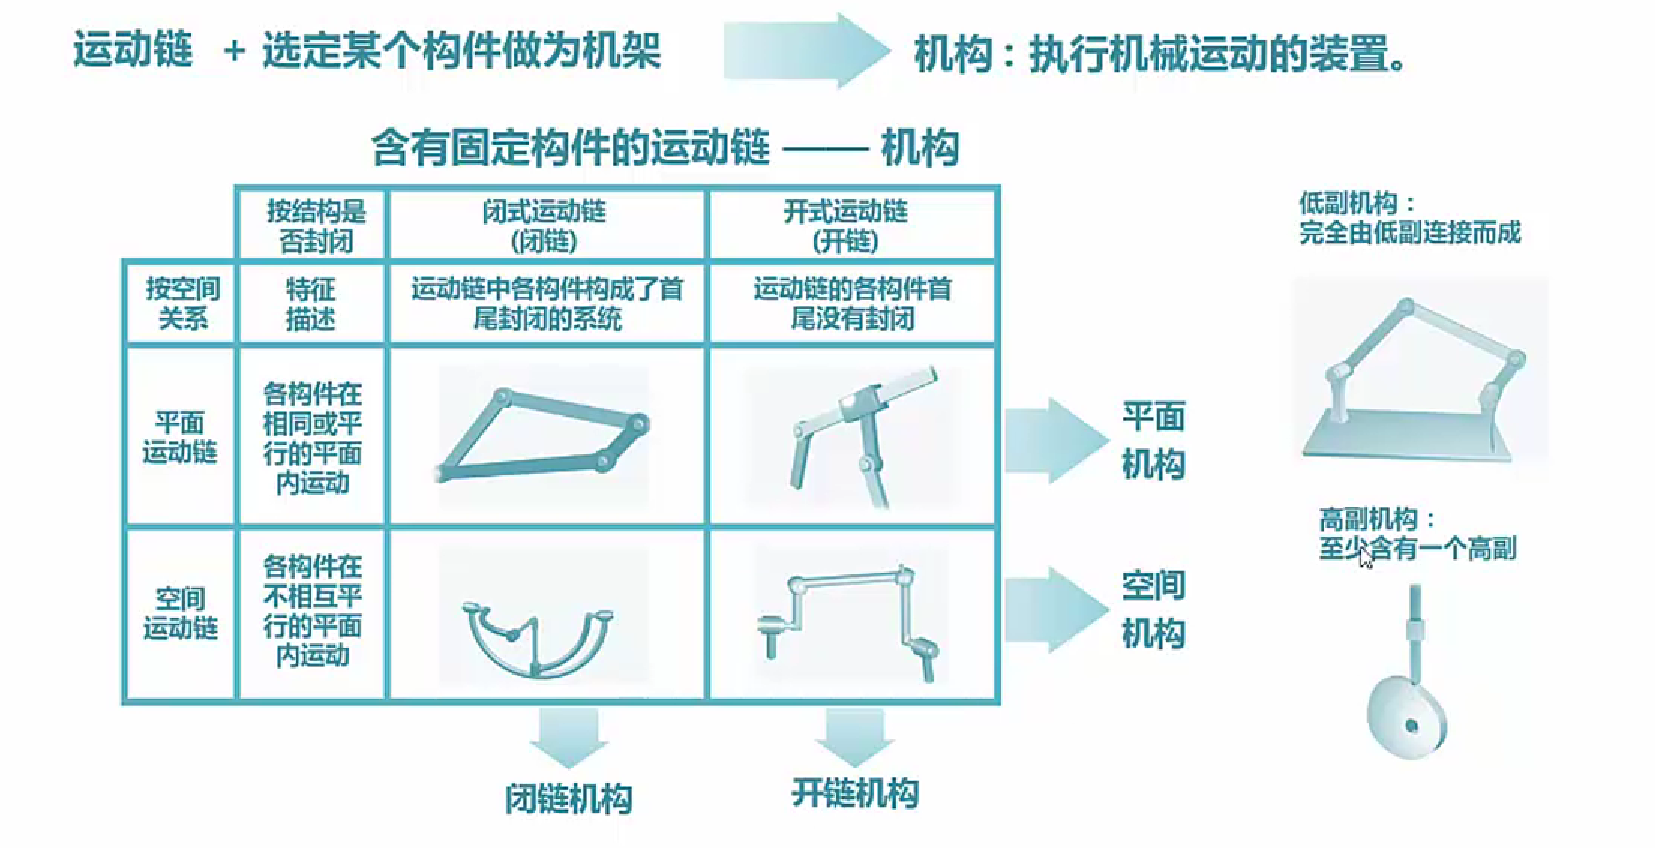 运动链 + 选定某个构件做为机架
机构：执行机械运动的装置。
含有固定构件的运动链 —— 机构
按结构是
否封闭
闭式运动链
(闭链)
开式运动链
(开链)
按空间
关系
特征
描述
运动链中各构件构成了首
尾封闭的系统
运动链的各构件首
尾没有封闭
平面
运动链
各构件在
相同或平
行的平面
内运动
平面
机构
空间
运动链
各构件在
不相互平
行的平面
内运动
空间
机构
闭链机构
开链机构
低副机构：
完全由低副连接而成
高副机构：
至少含有一个高副